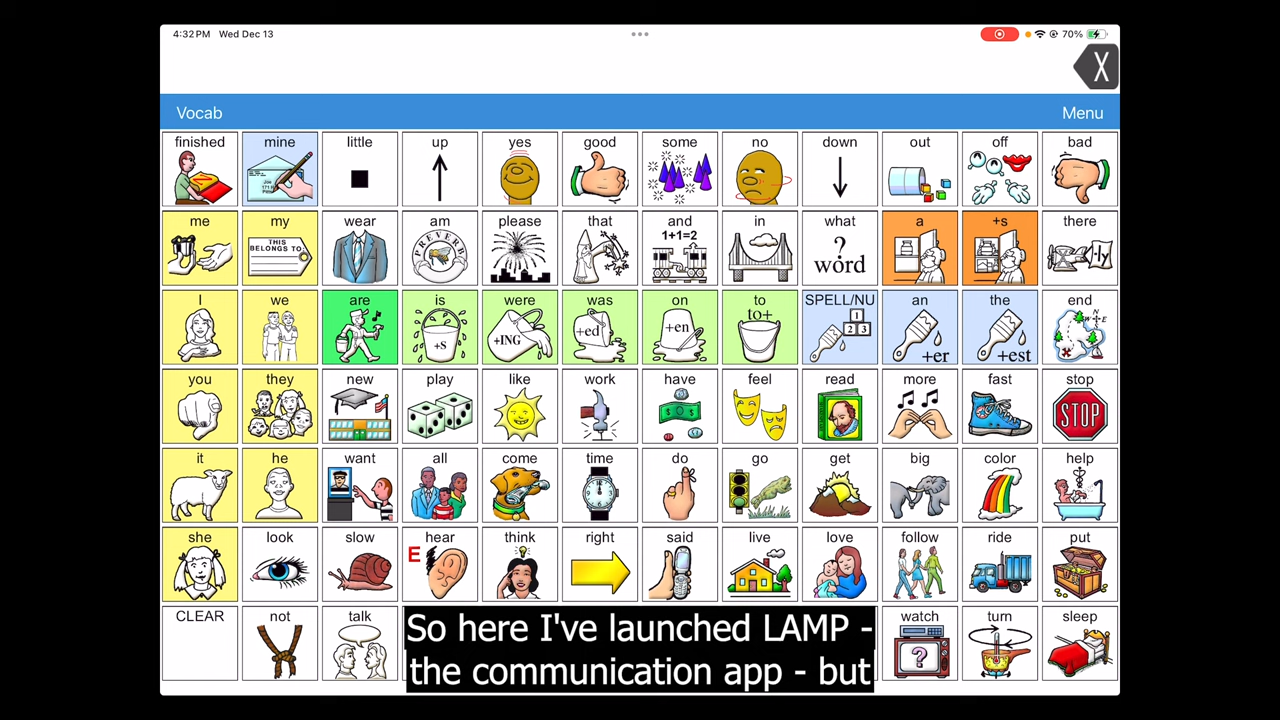 4:32 PM Wed Dec 13
70%
X
Vocab Menu
finished mine little up yes good some no down out off bad
me my wear am please that and in what a +s there
THIS BELONGS TO PREVERB 1+1=2 ? word -ly
I we are is were was on to SPELL/NU an the end
+S +ING +ed +en to+ 1 2 3 +er +est N W E S X
you they new play like work have feel read more fast stop
STOP
it he want all come time do go get big color help
she look slow hear think right said live love follow ride put
E
CLEAR not talk watch turn sleep
?
So here I've launched LAMP -
the communication app - but